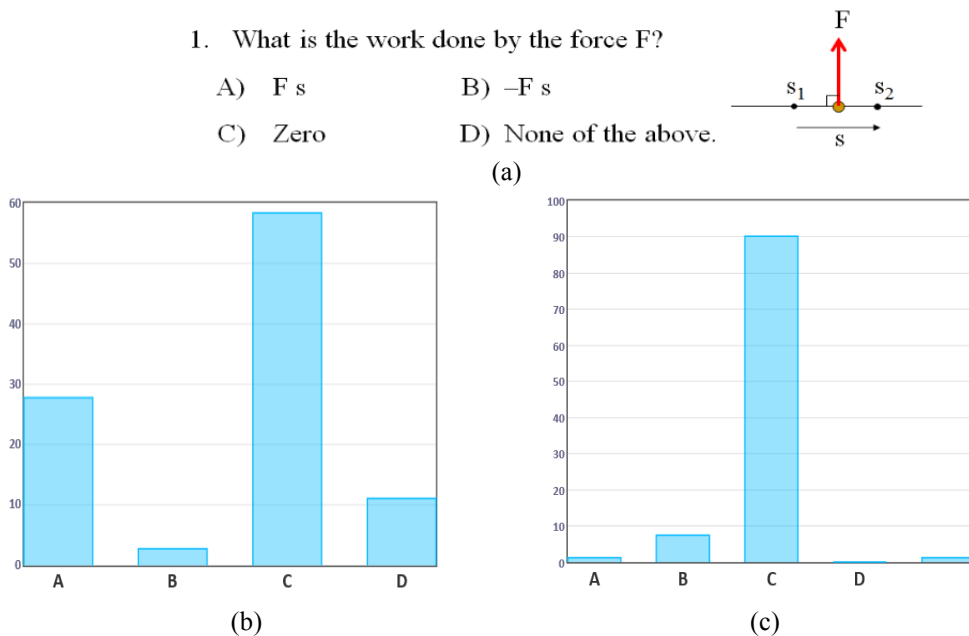 F
1. What is the work done by the force F?
A) F s B) –F s
s1 s2
C) Zero D) None of the above.
s
(a)
60
50
40
30
20
10
0
A B C D
(b)
100
90
80
70
60
50
40
30
20
10
0
A B C D
(c)